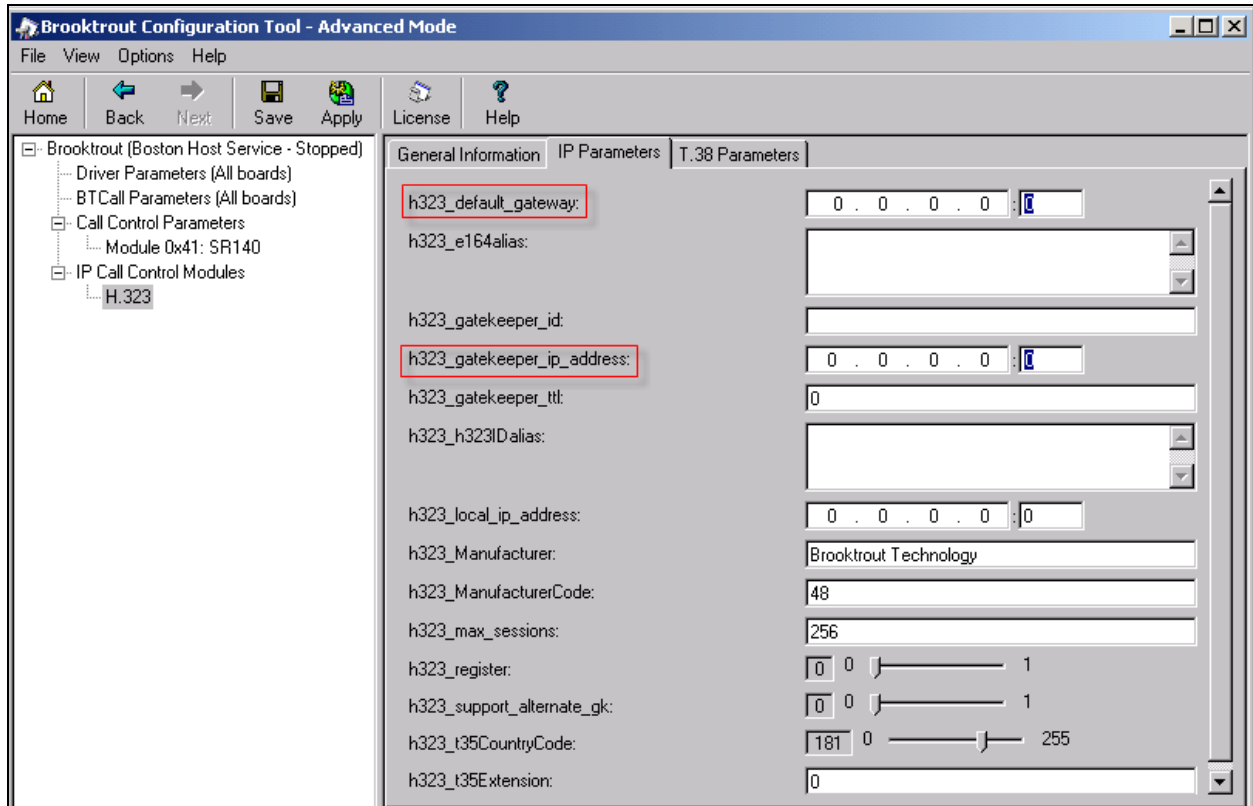 Brooktrout Configuration Tool - Advanced Mode
File View Options Help
Home Back Next Save Apply License Help
Brooktrout (Boston Host Service - Stopped)
Driver Parameters (All boards)
BTCall Parameters (All boards)
Call Control Parameters
Module 0x41: SR140
IP Call Control Modules
H.323
General Information IP Parameters T.38 Parameters
h323_default_gateway: 0 . 0 . 0 . 0 : 0
h323_e164alias:
h323_gatekeeper_id:
h323_gatekeeper_ip_address: 0 . 0 . 0 . 0 : 0
h323_gatekeeper_ttl: 0
h323_h323IDalias:
h323_local_ip_address: 0 . 0 . 0 . 0 : 0
h323_Manufacturer: Brooktrout Technology
h323_ManufacturerCode: 48
h323_max_sessions: 256
h323_register: 0 0 1
h323_support_alternate_gk: 0 0 1
h323_t35CountryCode: 181 0 255
h323_t35Extension: 0